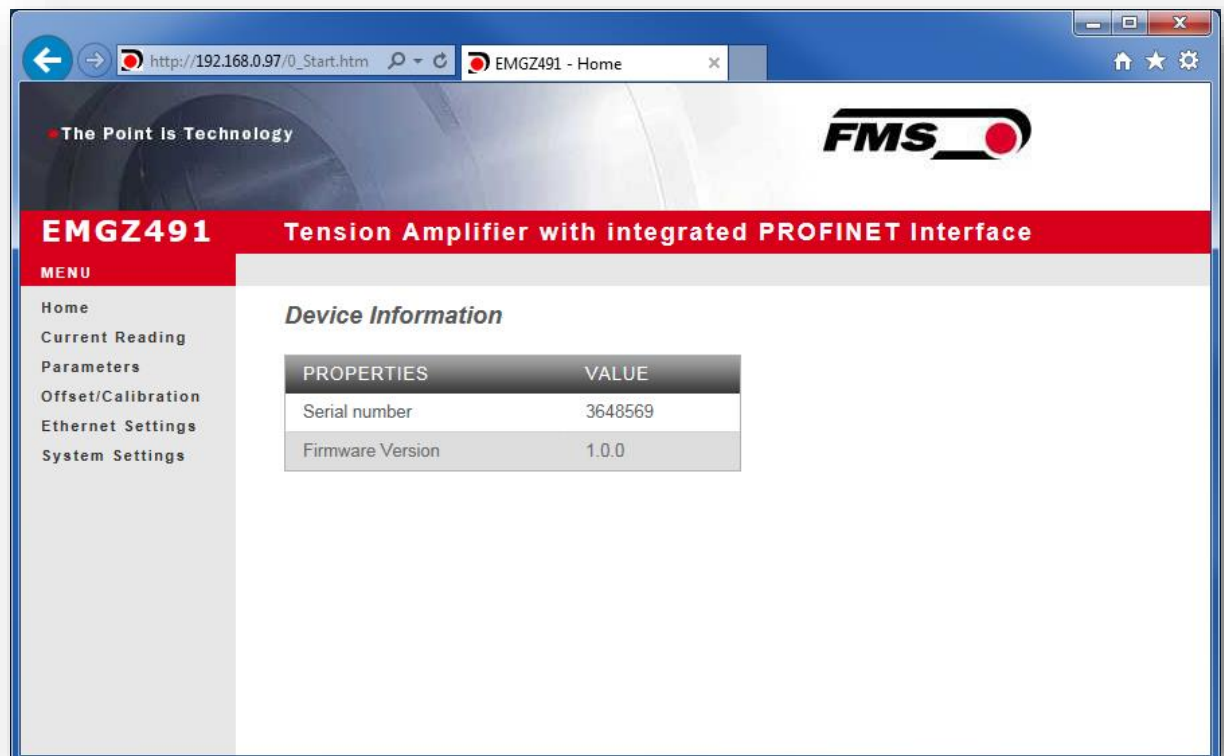 http://192.168.0.97/0_Start.htm
EMGZ491 - Home
The Point is Technology
FMS
EMGZ491 Tension Amplifier with integrated PROFINET Interface
MENU
Home
Current Reading
Parameters
Offset/Calibration
Ethernet Settings
System Settings
Device Information
PROPERTIES VALUE
Serial number 3648569
Firmware Version 1.0.0